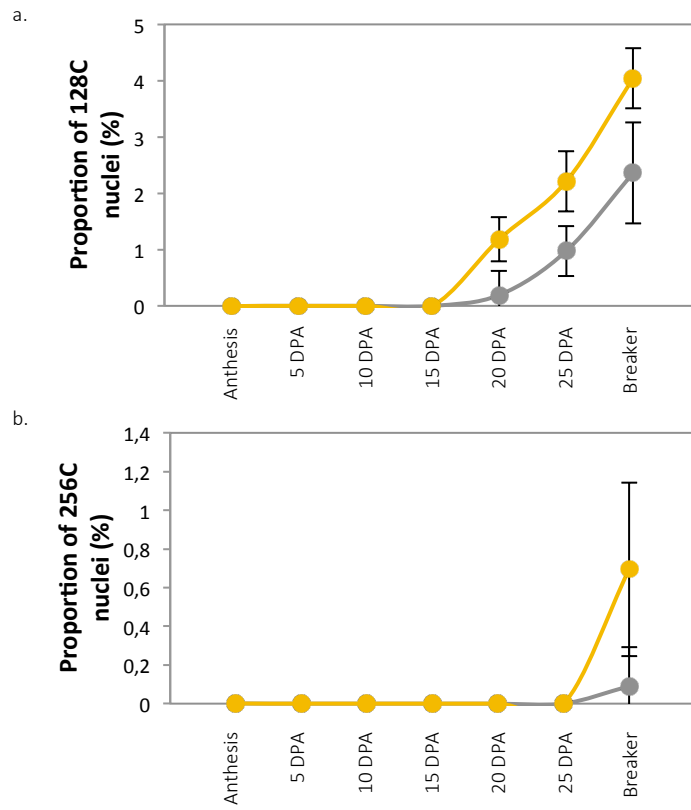 a.
Proportion of 128C
nuclei (%)
5
4
3
2
1
0
Anthesis
5 DPA
10 DPA
15 DPA
20 DPA
25 DPA
Breaker
b.
Proportion of 256C
nuclei (%)
1,4
1,2
1
0,8
0,6
0,4
0,2
0
Anthesis
5 DPA
10 DPA
15 DPA
20 DPA
25 DPA
Breaker